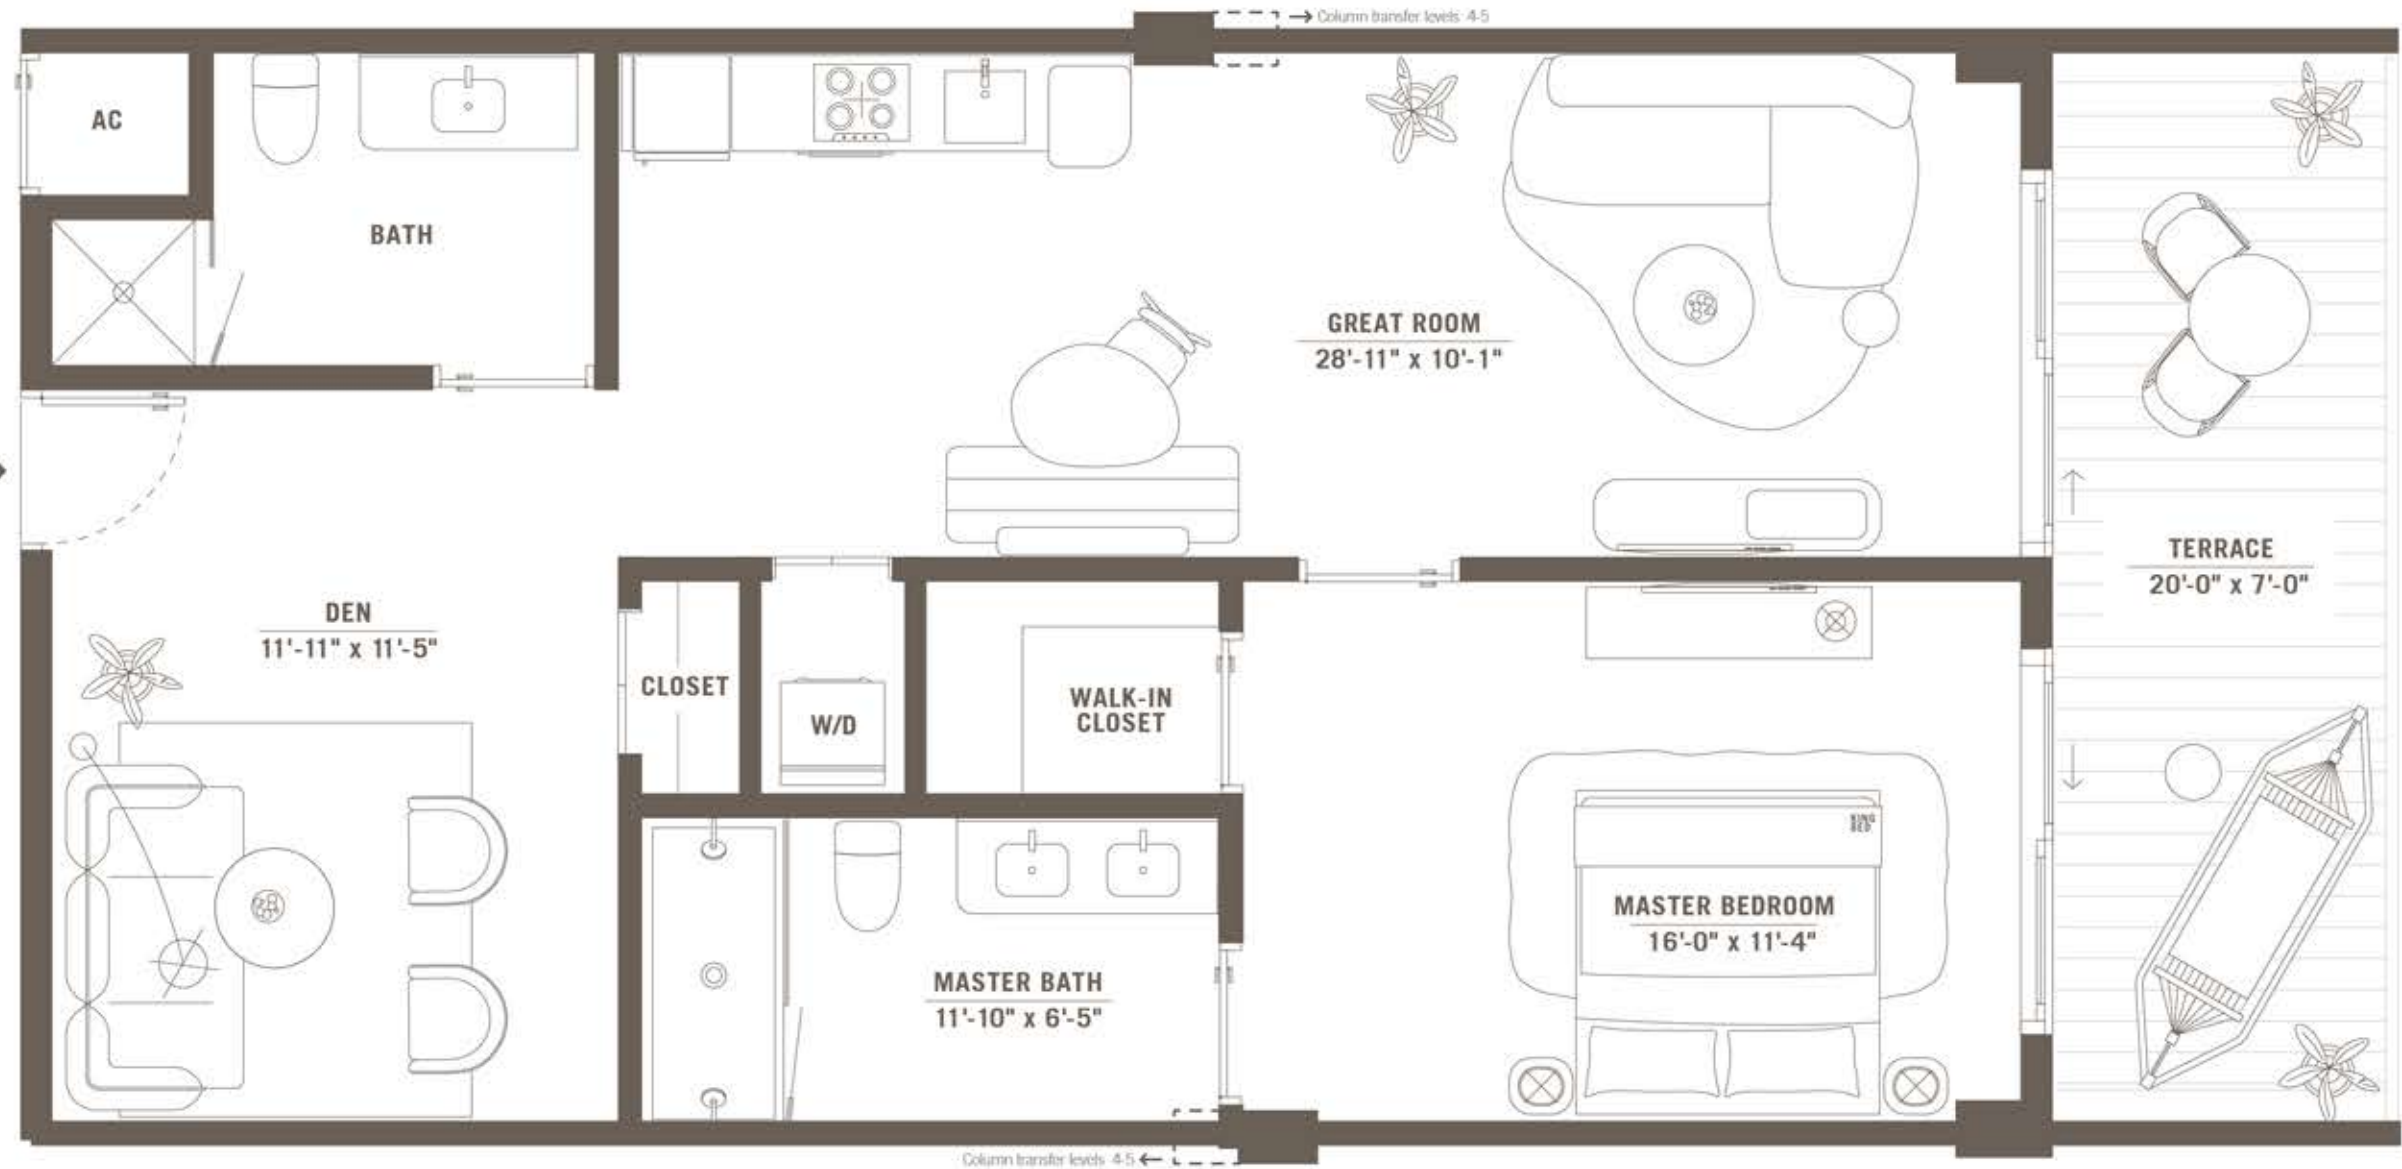 Column transfer levels 4-5
AC
BATH
GREAT ROOM
28'-11" x 10'-1"
TERRACE
20'-0" x 7'-0"
DEN
11'-11" x 11'-5"
CLOSET
W/D
WALK-IN
CLOSET
KING
BED
MASTER BEDROOM
16'-0" x 11'-4"
MASTER BATH
11'-10" x 6'-5"
Column transfer levels 4-5